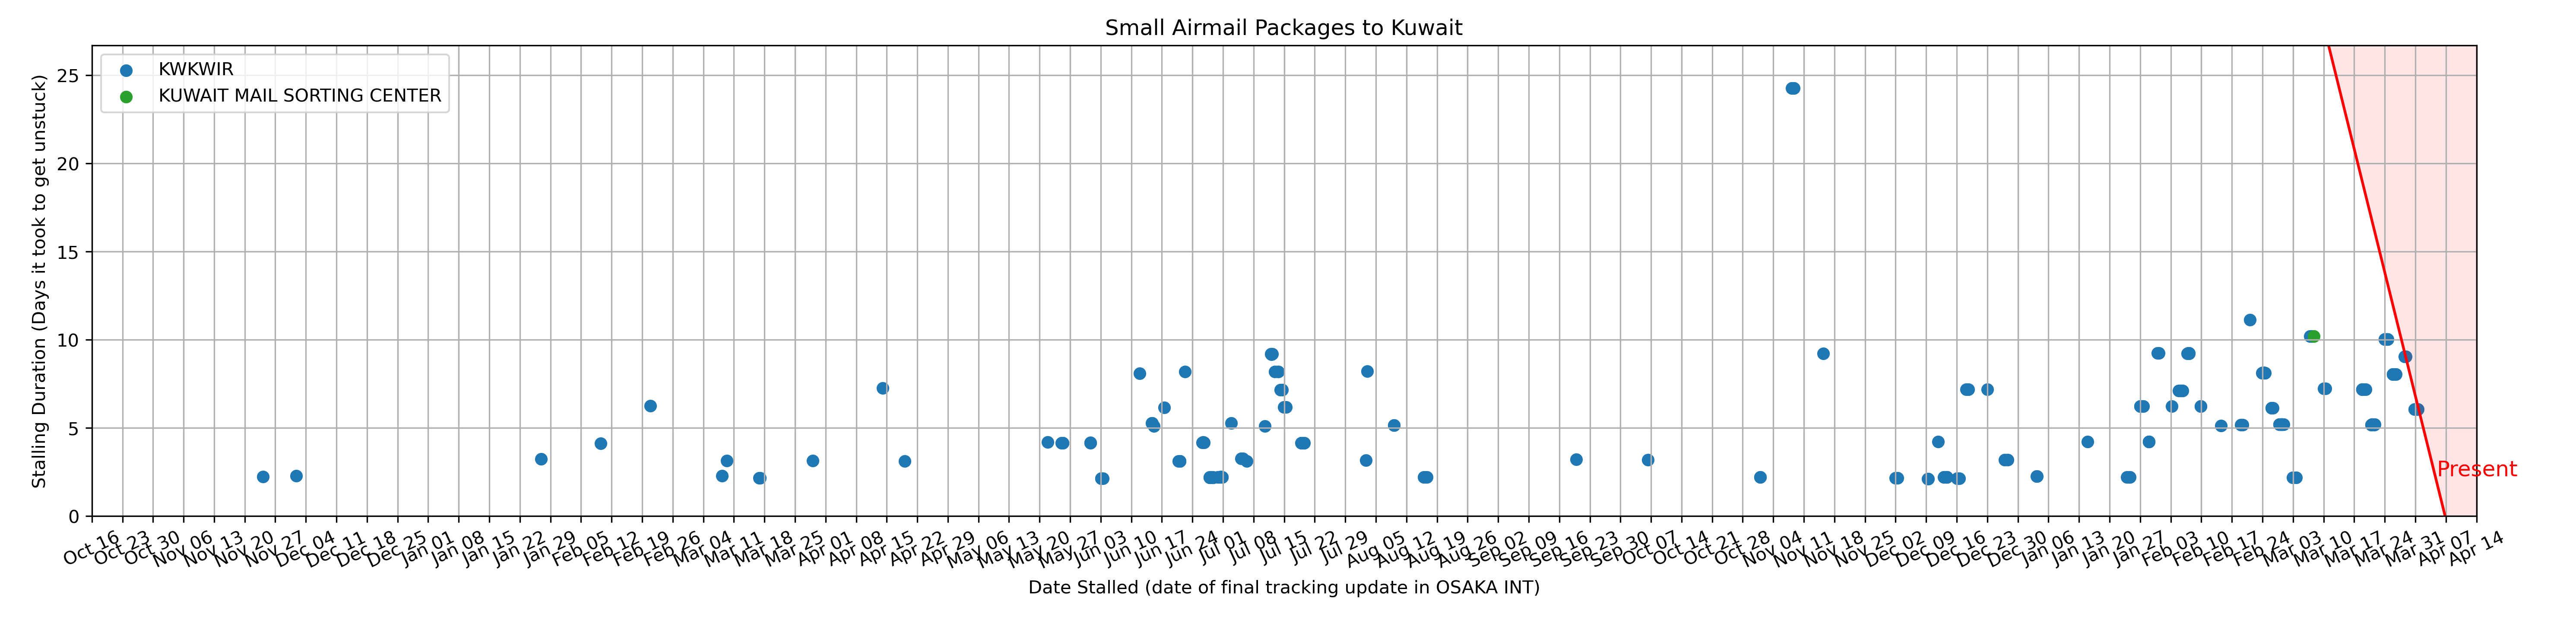 Small Airmail Packages to Kuwait
KWKWIR
KUWAIT MAIL SORTING CENTER
Stalling Duration (Days it took to get unstuck)
25
20
15
10
5
0
Present
Oct 16 Oct 23 Oct 30 Nov 06 Nov 13 Nov 20 Nov 27 Dec 04 Dec 11 Dec 18 Dec 25 Jan 01 Jan 08 Jan 15 Jan 22 Jan 29 Feb 05 Feb 12 Feb 19 Feb 26 Mar 04 Mar 11 Mar 18 Mar 25 Apr 01 Apr 08 Apr 15 Apr 22 Apr 29 May 06 May 13 May 20 May 27 Jun 03 Jun 10 Jun 17 Jun 24 Jul 01 Jul 08 Jul 15 Jul 22 Jul 29 Aug 05 Aug 12 Aug 19 Aug 26 Sep 02 Sep 09 Sep 16 Sep 23 Sep 30 Oct 07 Oct 14 Oct 21 Oct 28 Nov 04 Nov 11 Nov 18 Nov 25 Dec 02 Dec 09 Dec 16 Dec 23 Dec 30 Jan 06 Jan 13 Jan 20 Jan 27 Feb 03 Feb 10 Feb 17 Feb 24 Mar 03 Mar 10 Mar 17 Mar 24 Mar 31 Apr 07 Apr 14
Date Stalled (date of final tracking update in OSAKA INT)